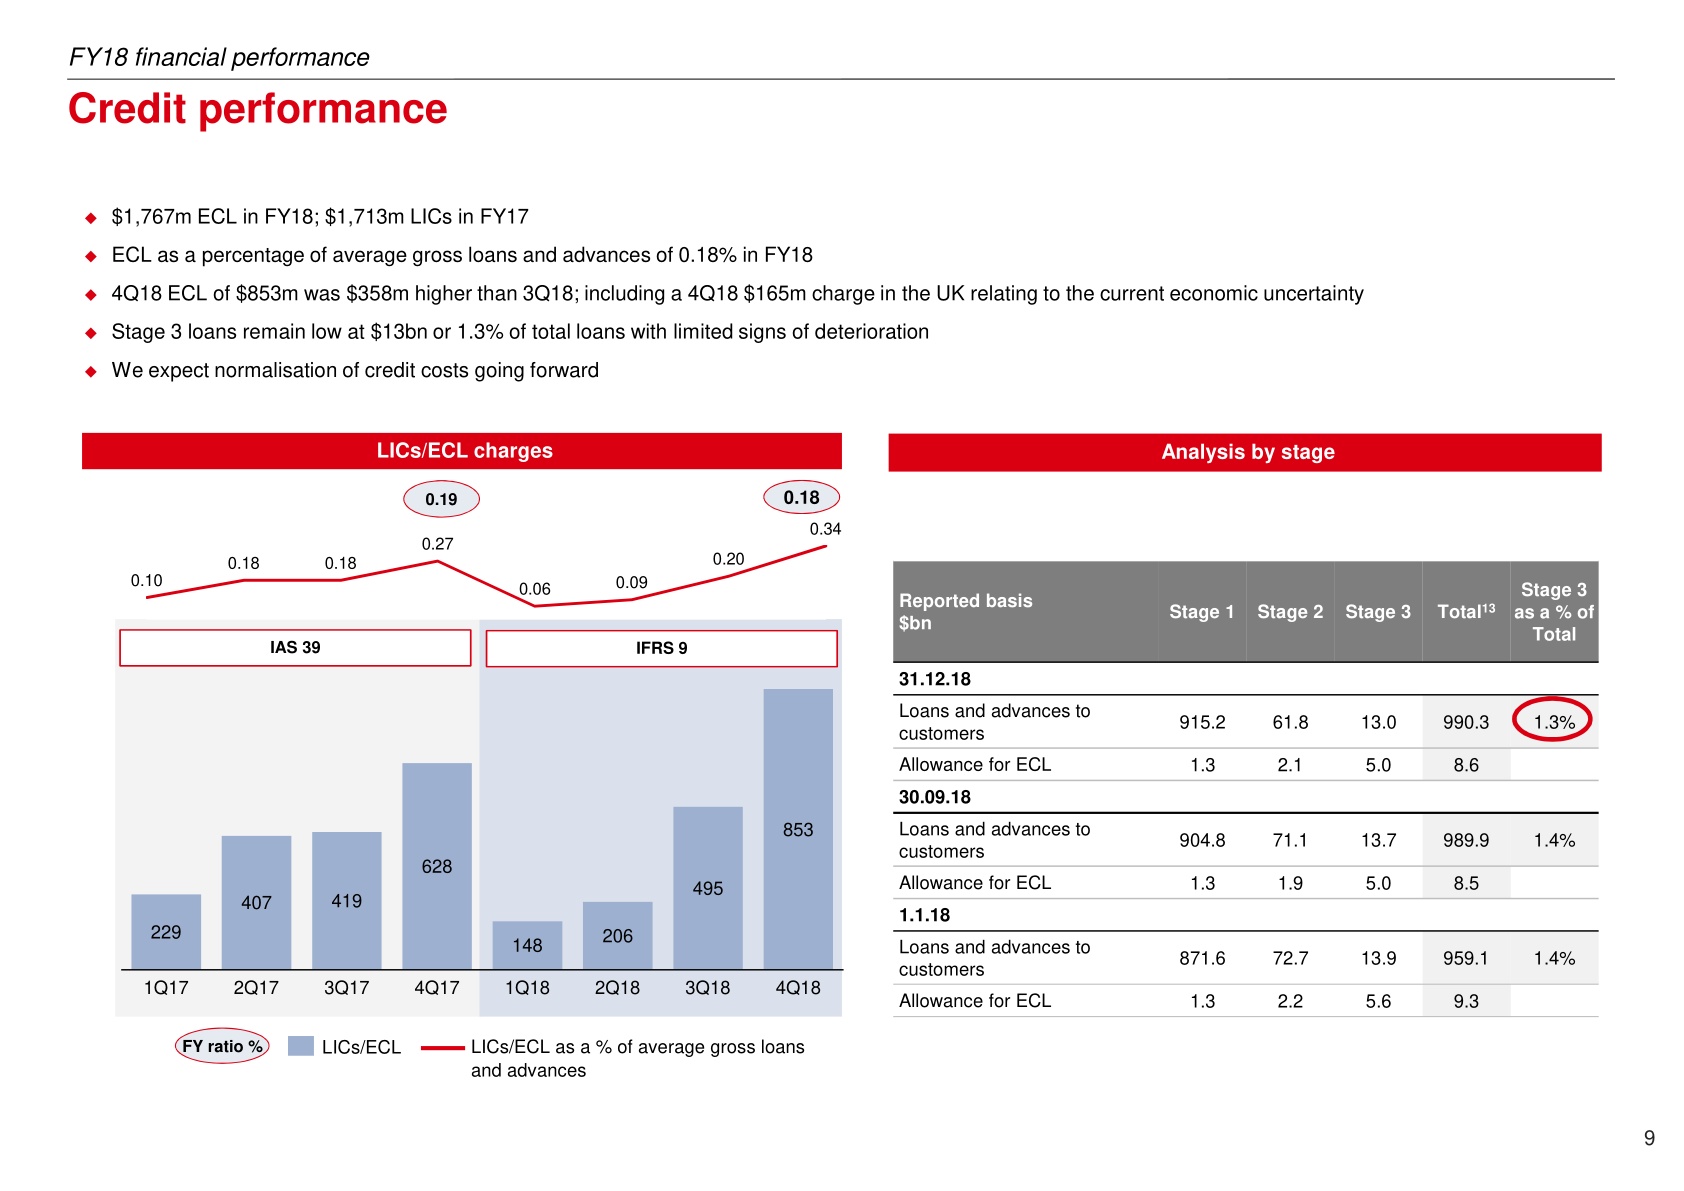 FY18 financial performance
Credit performance
◆ $1,767m ECL in FY18; $1,713m LICs in FY17
◆ ECL as a percentage of average gross loans and advances of 0.18% in FY18
◆ 4Q18 ECL of $853m was $358m higher than 3Q18; including a 4Q18 $165m charge in the UK relating to the current economic uncertainty
◆ Stage 3 loans remain low at $13bn or 1.3% of total loans with limited signs of deterioration
◆ We expect normalisation of credit costs going forward
LICs/ECL charges
0.19 0.18
0.10 0.18 0.18 0.27 0.06 0.09 0.20 0.34
IAS 39 IFRS 9
229 407 419 628 148 206 495 853
1Q17 2Q17 3Q17 4Q17 1Q18 2Q18 3Q18 4Q18
FY ratio % LICs/ECL LICs/ECL as a % of average gross loans
and advances
Analysis by stage
Reported basis
$bn
Stage 1 Stage 2 Stage 3 Total13
Stage 3
as a % of
Total
31.12.18
Loans and advances to
customers
915.2 61.8 13.0 990.3 1.3%
Allowance for ECL 1.3 2.1 5.0 8.6
30.09.18
Loans and advances to
customers
904.8 71.1 13.7 989.9 1.4%
Allowance for ECL 1.3 1.9 5.0 8.5
1.1.18
Loans and advances to
customers
871.6 72.7 13.9 959.1 1.4%
Allowance for ECL 1.3 2.2 5.6 9.3
9